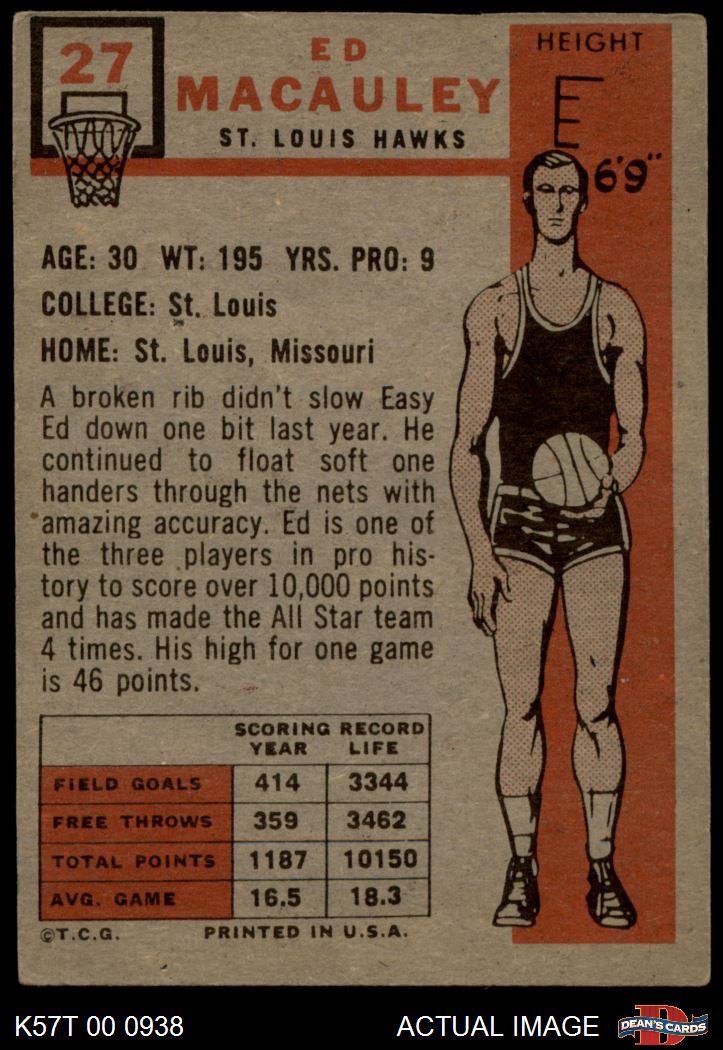 27
ED
MACAULEY
ST. LOUIS HAWKS
HEIGHT
6'9"
AGE: 30 WT: 195 YRS. PRO: 9
COLLEGE: St. Louis
HOME: St. Louis, Missouri
A broken rib didn't slow Easy
Ed down one bit last year. He
continued to float soft one
handers through the nets with
amazing accuracy. Ed is one of
the three players in pro his-
tory to score over 10,000 points
and has made the All Star team
4 times. His high for one game
is 46 points.
SCORING RECORD
YEAR LIFE
FIELD GOALS 414 3344
FREE THROWS 359 3462
TOTAL POINTS 1187 10150
AVG. GAME 16.5 18.3
©T.C.G. PRINTED IN U.S.A.
K57T 00 0938 ACTUAL IMAGE DEAN'S CARDS